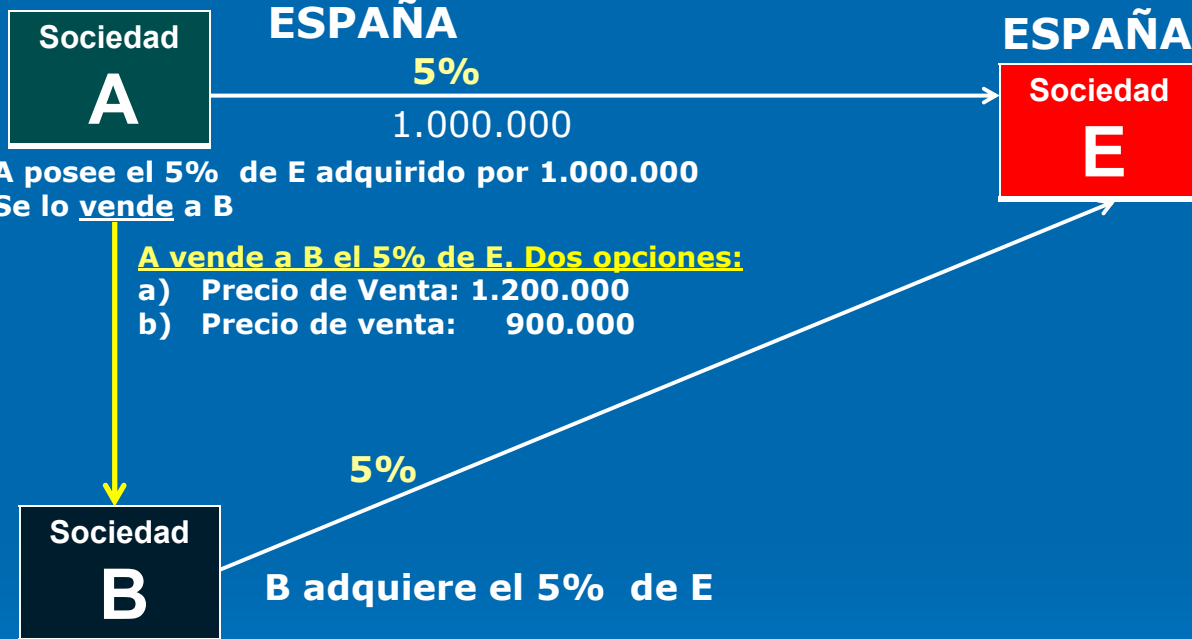 Sociedad
A
ESPAÑA
5%
1.000.000
ESPAÑA
Sociedad
E
A posee el 5% de E adquirido por 1.000.000
Se lo vende a B
A vende a B el 5% de E. Dos opciones:
a) Precio de Venta: 1.200.000
b) Precio de venta: 900.000
5%
Sociedad
B
B adquiere el 5% de E